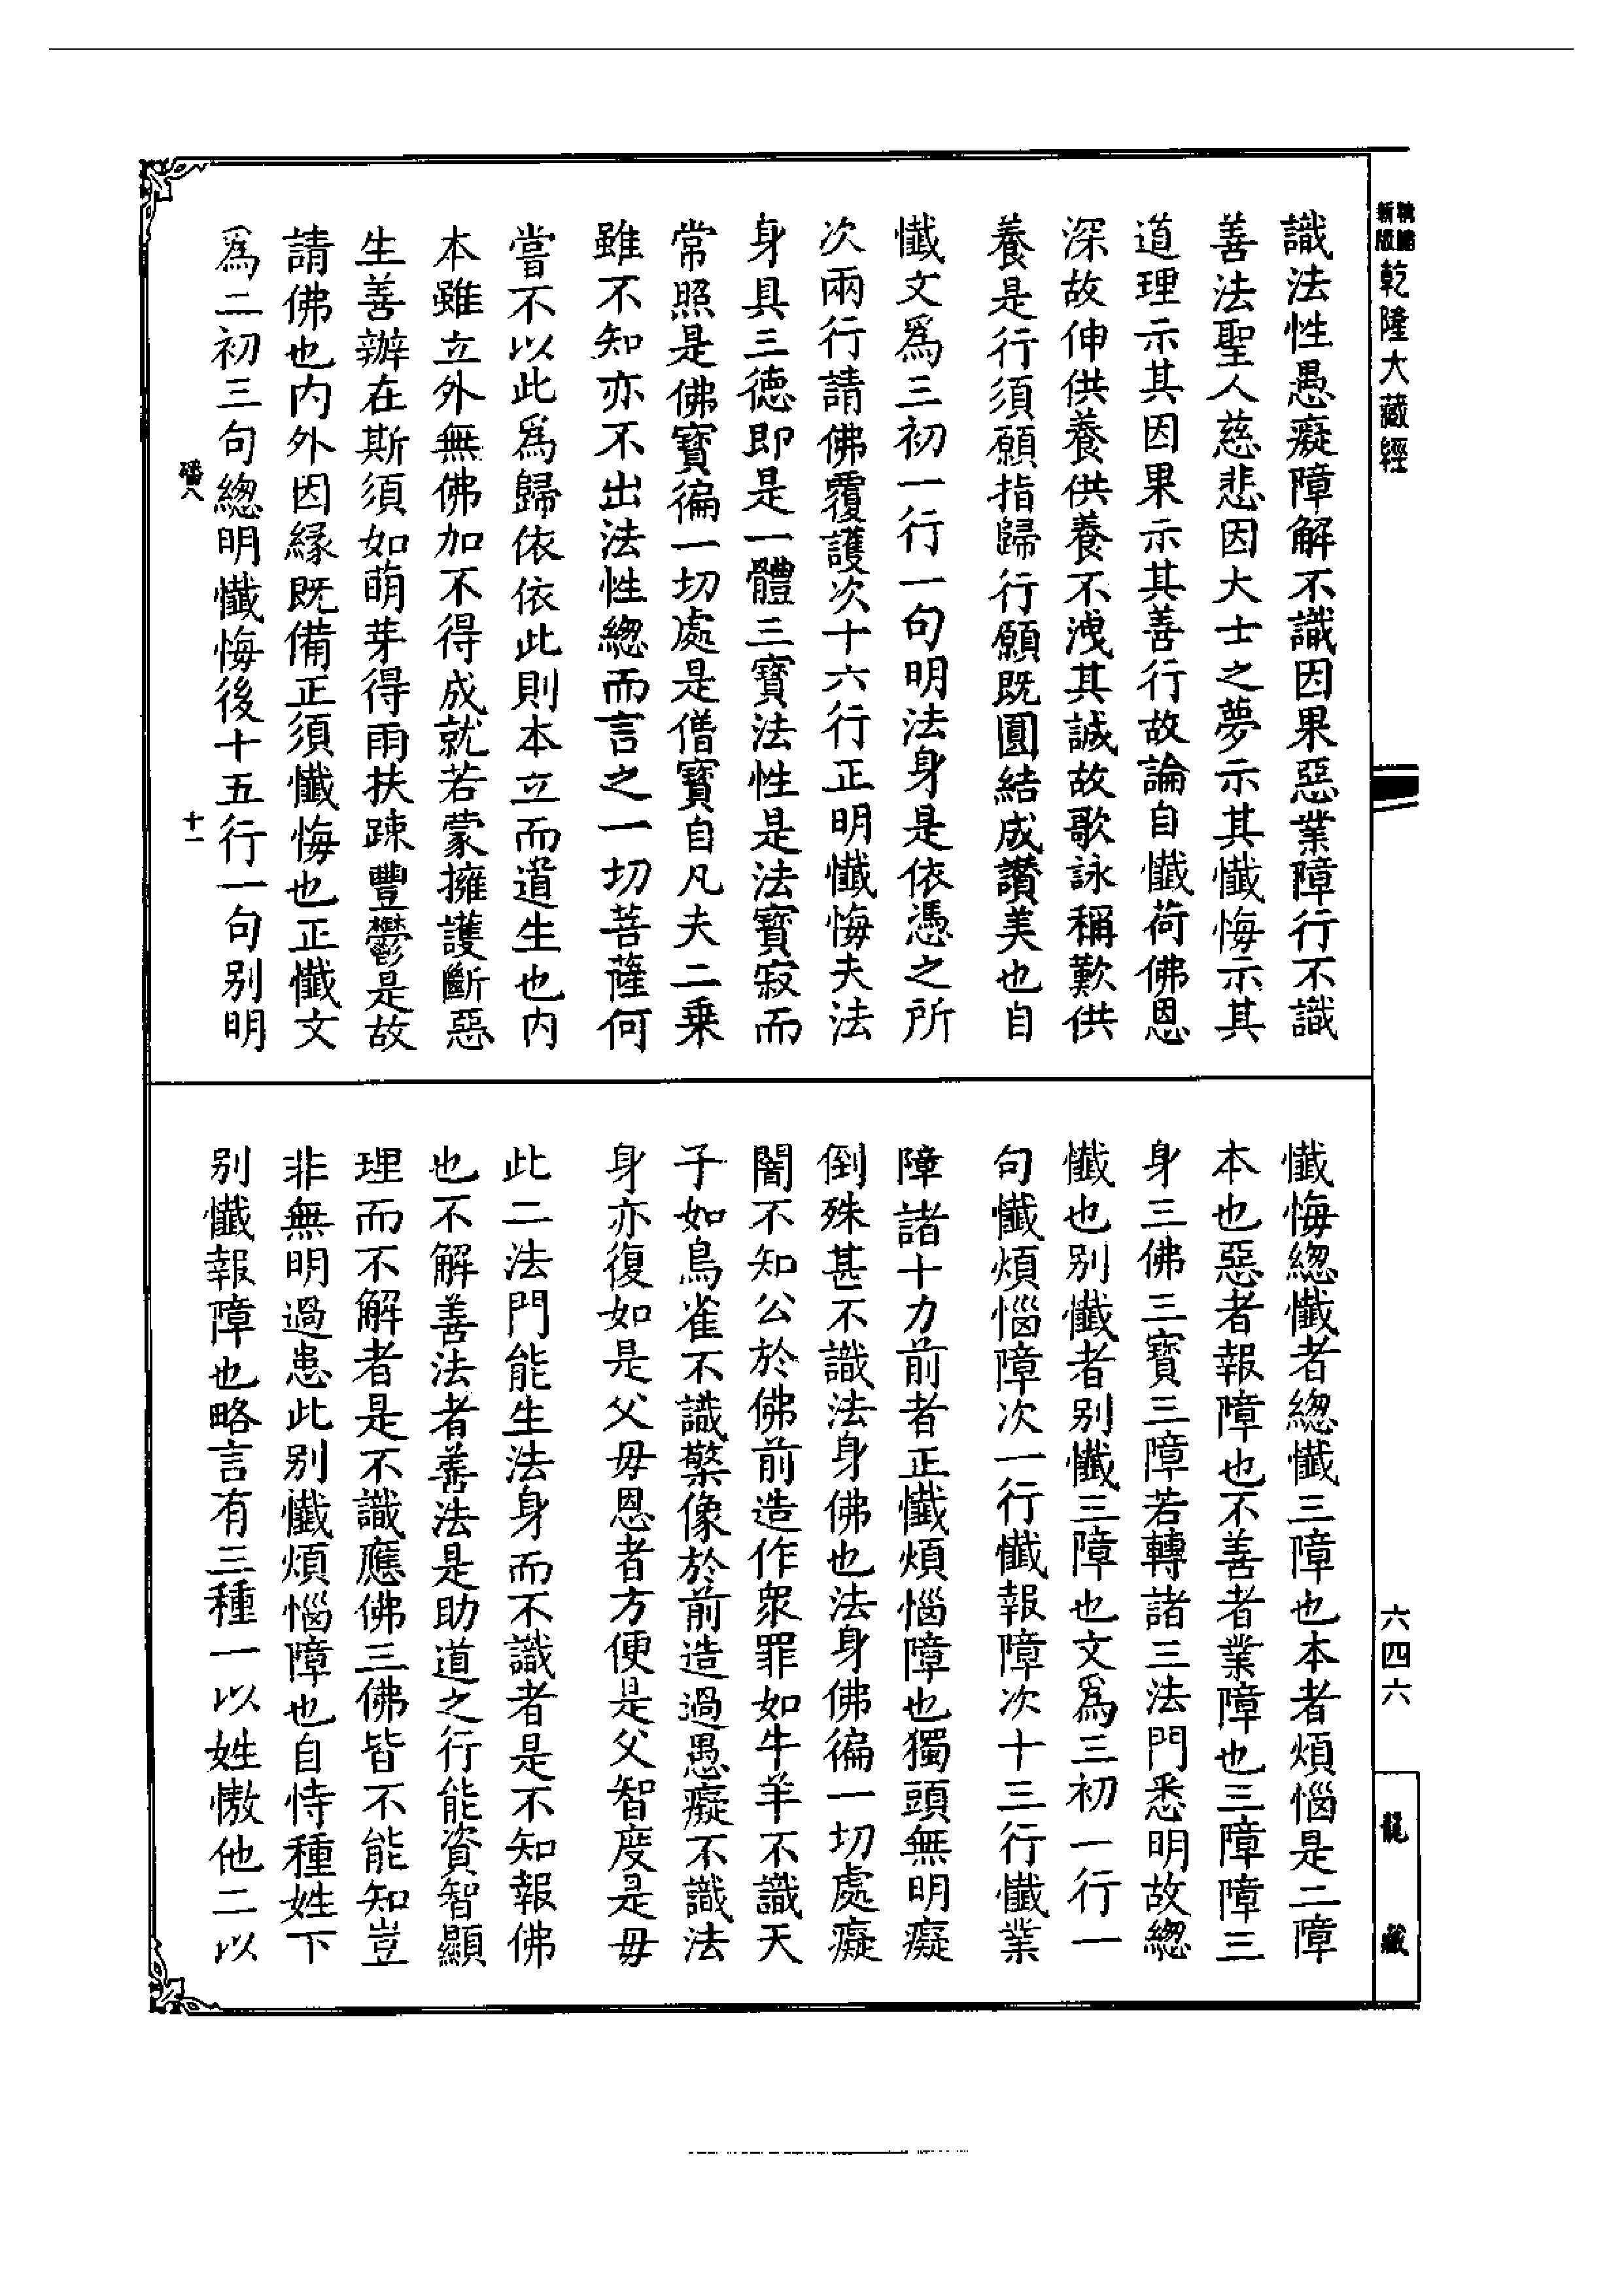 乾隆大藏經
識法性愚癡障解不識因果惡業障行不識
善法聖人慈悲因大士之夢示其懺悔示其
道理示其因果示其善行故論自懺荷佛恩
深故伸供養供養不洩其誠故歌詠稱歎供
養是行須願指歸行願既圓結成讚美也自
懺文爲三初一行一句明法身是依憑之所
次兩行請佛覆護次十六行正明懺悔夫法
身具三德即是一體三寶法性是法寶寂而
常照是佛寶徧一切處是僧寶自凡夫二乗
雖不知亦不出法性緫而言之一切菩薩何
嘗不以此爲歸依依此則本立而道生也内
本雖立外無佛加不得成就若蒙擁護斷惡
生善辦在斯須如萌芽得雨扶踈豐鬱是故
請佛也内外因緣既備正須懺悔也正懺文
爲二初三句緫明懺悔後十五行一句别明
十一
懺悔緫懺者緫懺三障也本者煩惱是二障
本也惡者報障也不善者業障也三障障三
身三佛三寶三障若轉諸三法門悉明故緫
懺也别懺者别懺三障也文爲三初一行一
句懺煩惱障次一行懺報障次十三行懺業
障諸十力前者正懺煩惱障也獨頭無明癡
倒殊甚不識法身佛也法身佛徧一切處癡
闇不知公於佛前造作衆罪如牛羊不識天
子如鳥雀不識檠像於前造過愚癡不識法
身亦復如是父毋恩者方便是父智度是毋
此二法門能生法身而不識者是不知報佛
也不解善法者善法是助道之行能資智顯
理而不解者是不識應佛三佛皆不能知豈
非無明過患此别懺煩惱障也自恃種姓下
别懺報障也略言有三種一以姓慠他二以
六四六
龍藏